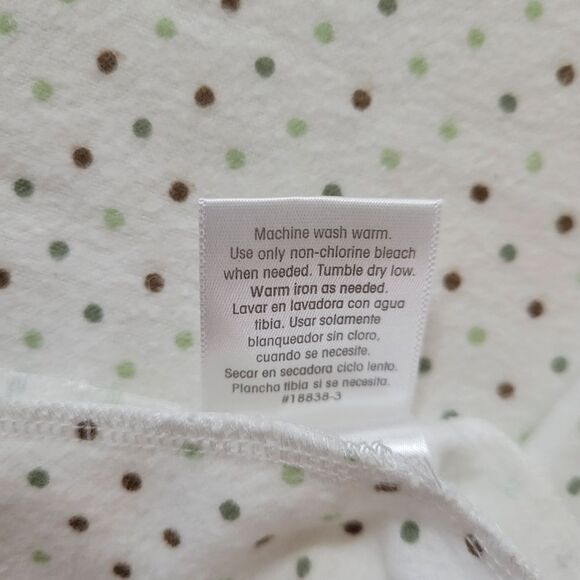 Machine wash warm.
Use only non-chlorine bleach
when needed. Tumble dry low.
Warm iron as needed.
Lavar en lavadora con agua
tibia. Usar solamente
blanqueador sin cloro,
cuando se necesite.
Secar en secadora ciclo lento.
Plancha tibia si se necesita.
#18838-3